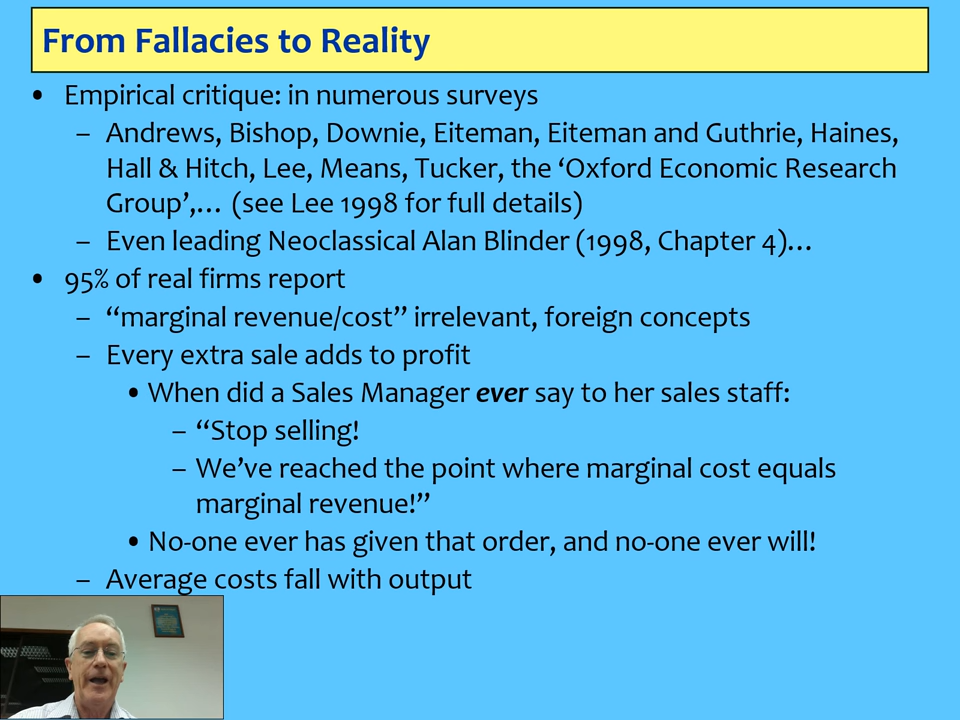 From Fallacies to Reality
• Empirical critique: in numerous surveys
– Andrews, Bishop, Downie, Eiteman, Eiteman and Guthrie, Haines,
Hall & Hitch, Lee, Means, Tucker, the ‘Oxford Economic Research
Group’,… (see Lee 1998 for full details)
– Even leading Neoclassical Alan Blinder (1998, Chapter 4)…
• 95% of real firms report
– “marginal revenue/cost” irrelevant, foreign concepts
– Every extra sale adds to profit
• When did a Sales Manager ever say to her sales staff:
– “Stop selling!
– We’ve reached the point where marginal cost equals
marginal revenue!”
• No-one ever has given that order, and no-one ever will!
– Average costs fall with output